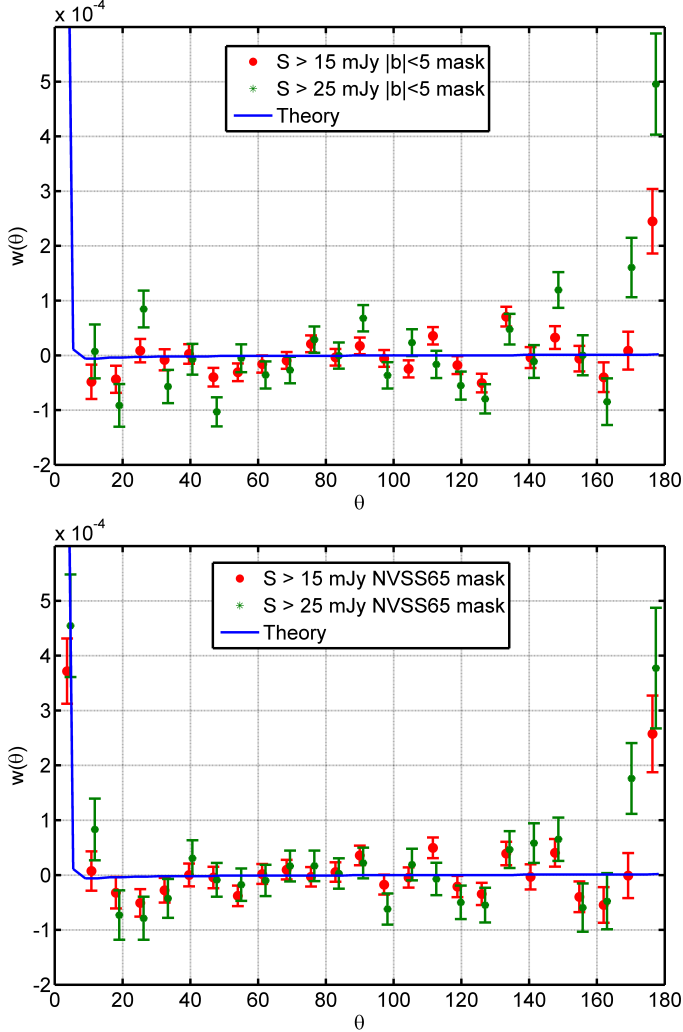 x 10-4
5
4
3
2
1
0
-1
-2
w(θ)
S > 15 mJy |b|<5 mask
S > 25 mJy |b|<5 mask
Theory
0 20 40 60 80 100 120 140 160 180
θ
x 10-4
5
4
3
2
1
0
-1
-2
w(θ)
S > 15 mJy NVSS65 mask
S > 25 mJy NVSS65 mask
Theory
0 20 40 60 80 100 120 140 160 180
θ